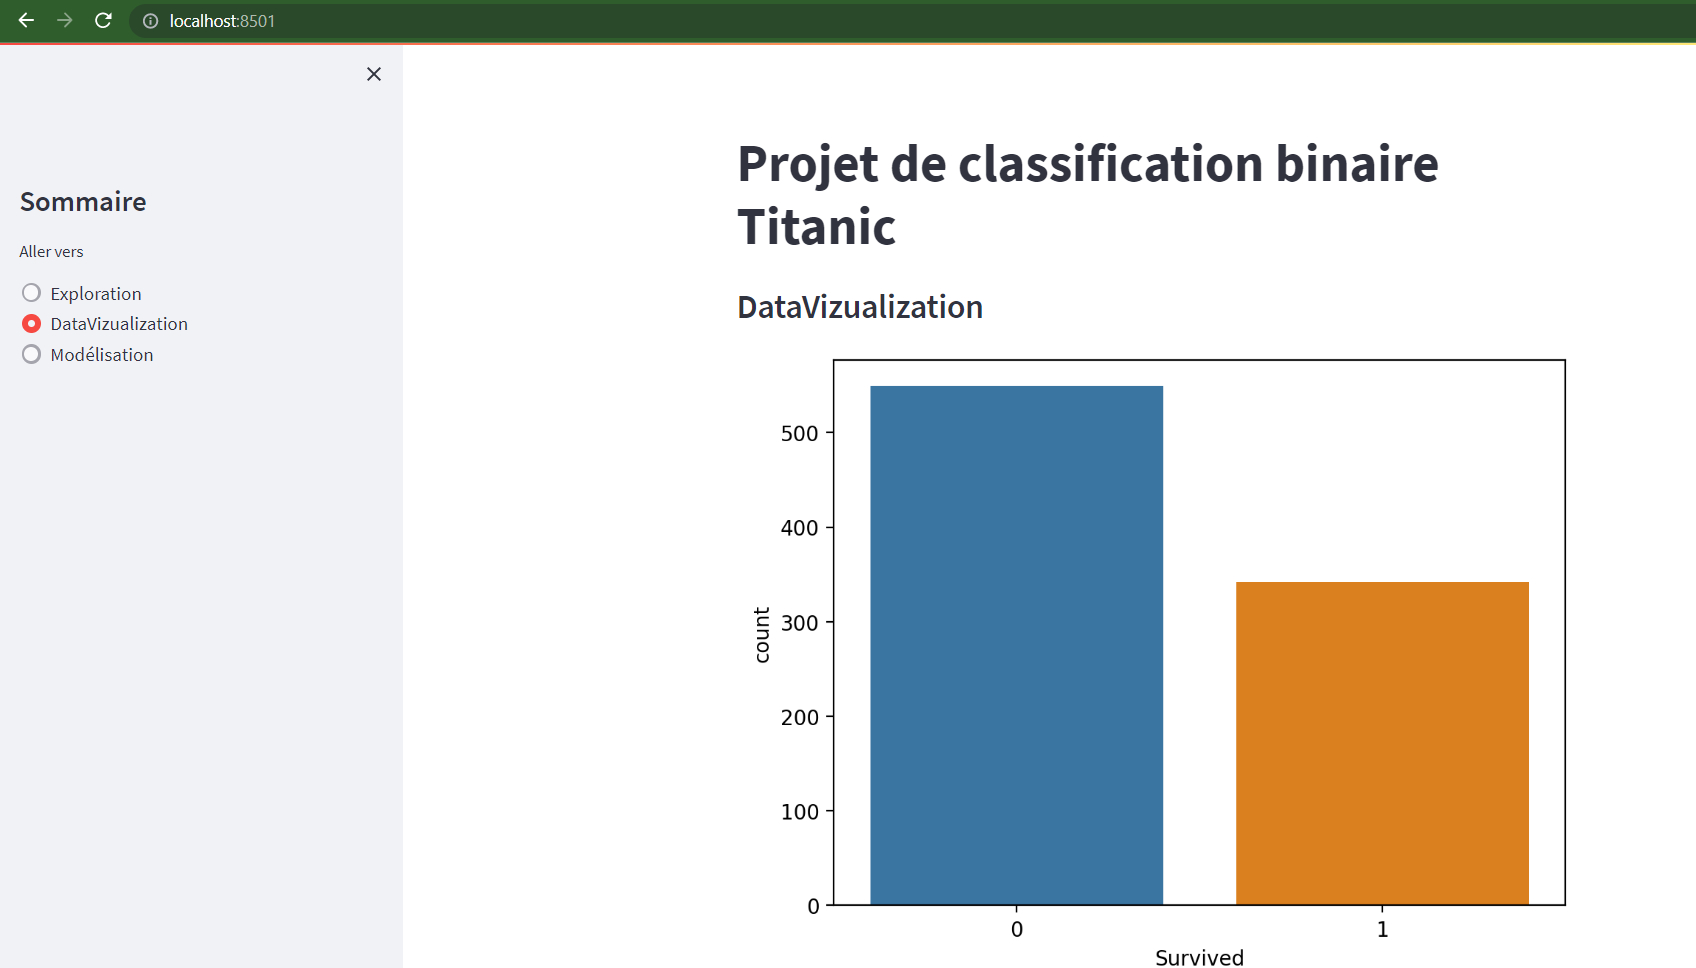 localhost:8501
Sommaire
Aller vers
Exploration
DataVizualization
Modélisation
Projet de classification binaire
Titanic
DataVizualization
500
400
300
200
100
0
count
0
1
Survived